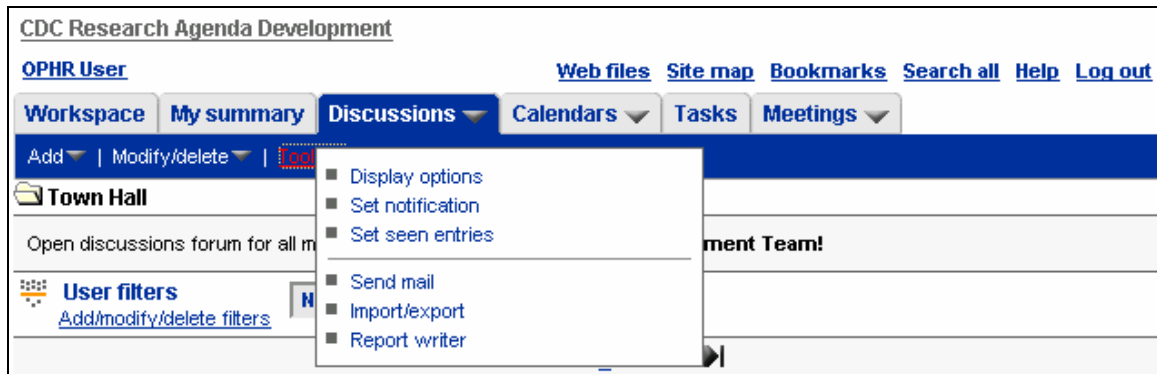 CDC Research Agenda Development
OPHR User Web files Site map Bookmarks Search all Help Log out
Workspace My summary Discussions Calendars Tasks Meetings
Add | Modify/delete |
Display options
Set notification
Set seen entries
Send mail
Import/export
Report writer
Town Hall
Open discussions forum for all Team!
User filters
Add/modify/delete filters